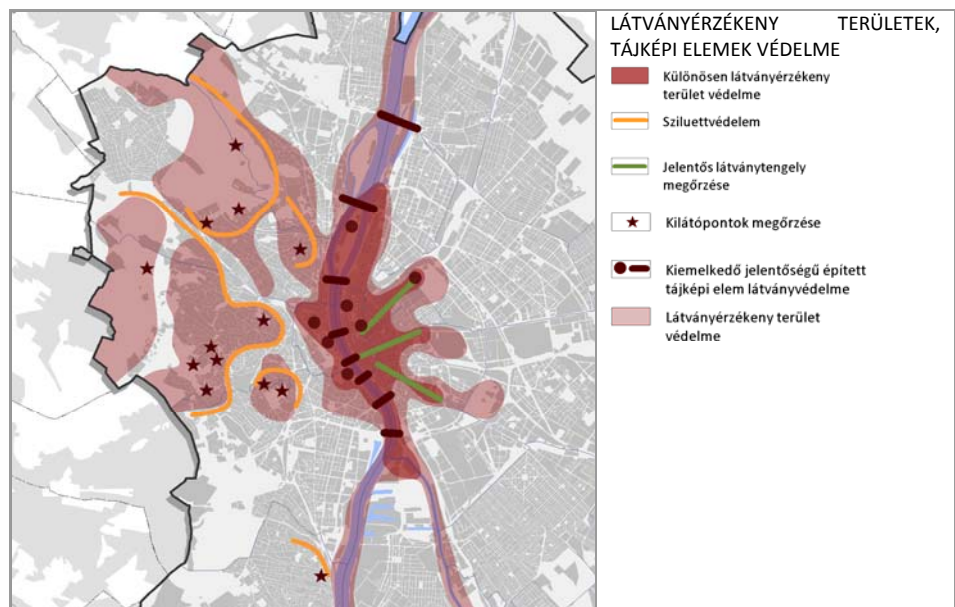 LÁTVÁNYÉRZÉKENY TERÜLETEK,
TÁJKÉPI ELEMEK VÉDELME
Különösen látványérzékeny
terület védelme
Sziluettvédelem
Jelentős látványtengely
megőrzése
Kilátópontok megőrzése
Kiemelkedő jelentőségű épített
tájképi elem látványvédelme
Látványérzékeny terület
védelme